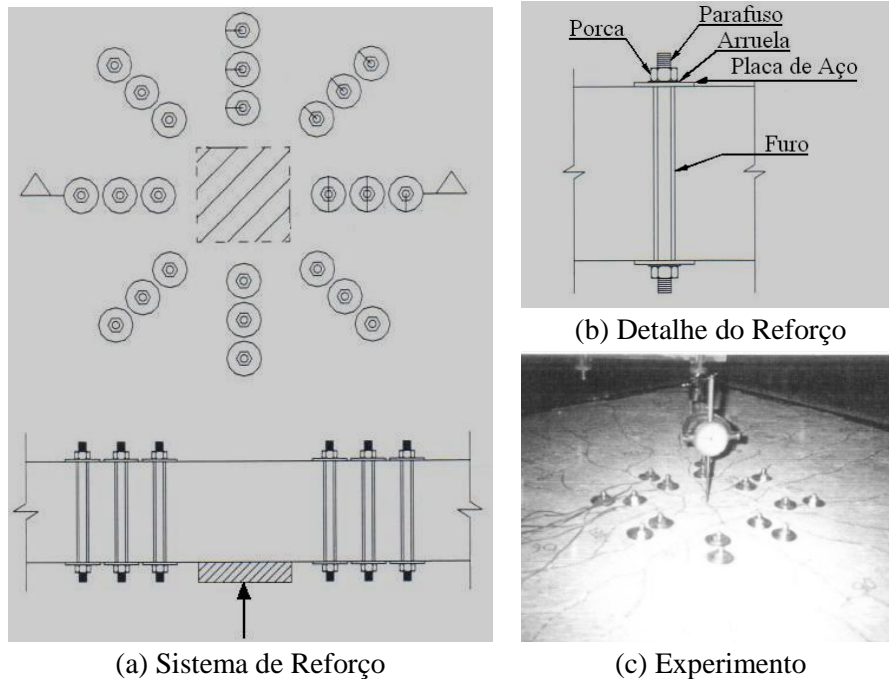 Porca
Parafuso
Arruela
Placa de Aço
Furo
(b) Detalhe do Reforço
(a) Sistema de Reforço
(c) Experimento